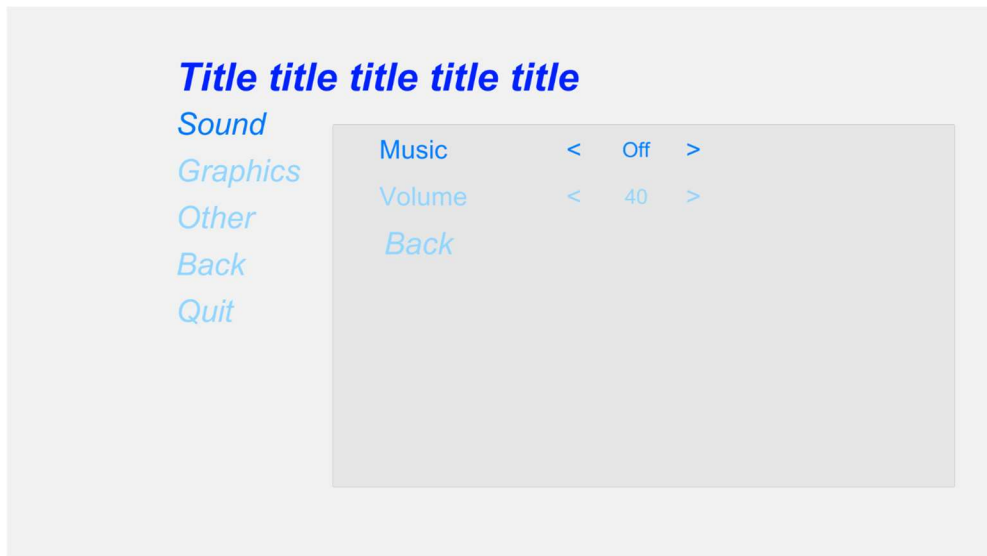 Title title title title title
Sound
Graphics
Other
Back
Quit
Music < Off >
Volume < 40 >
Back